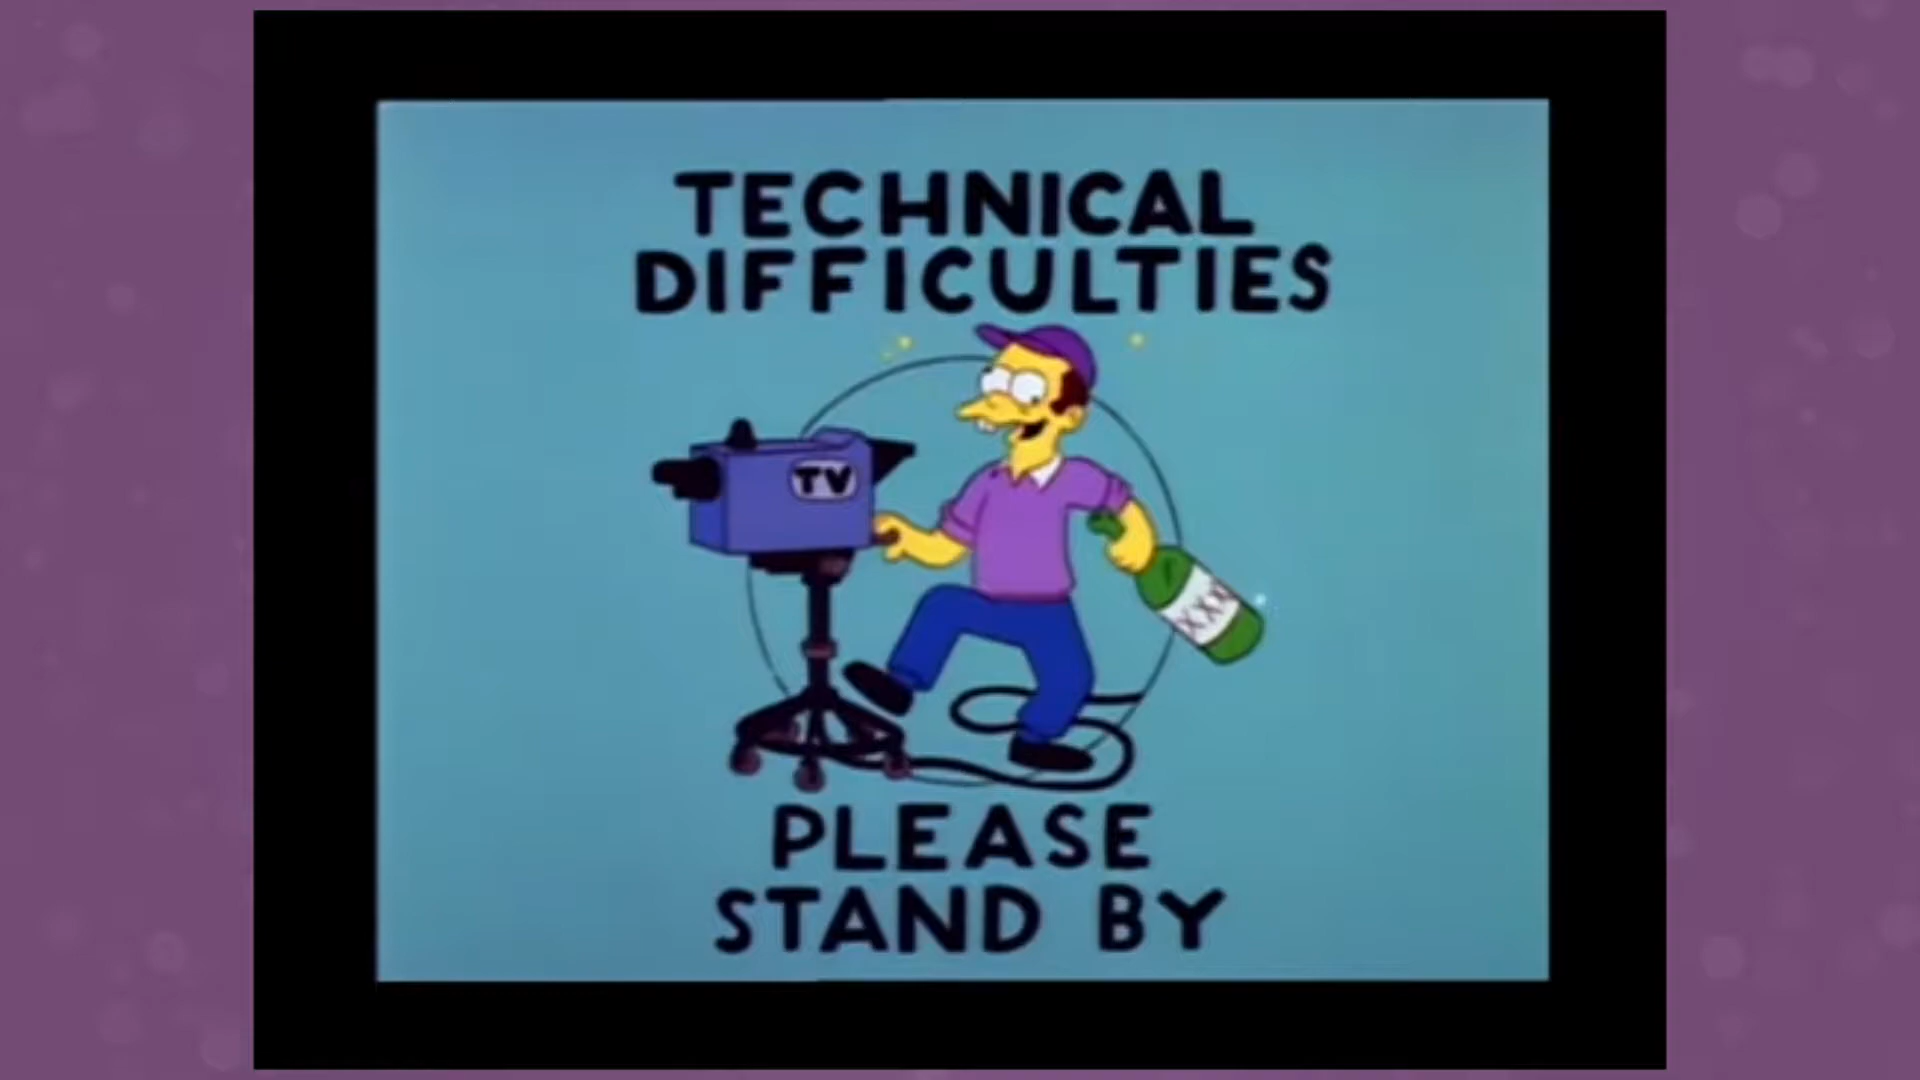 TECHNICAL
DIFFICULTIES
TV
XXX
PLEASE
STAND BY